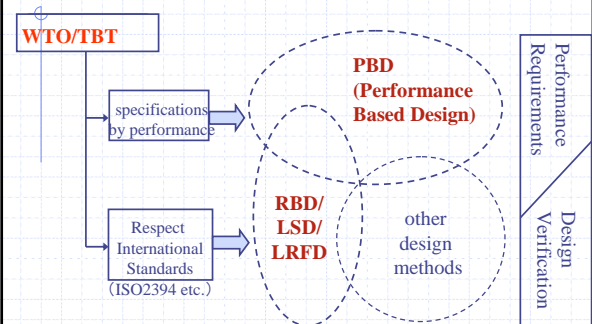 WTO/TBT
PBD
(Performance
Based Design)
specifications
by performance
RBD/
LSD/
LRFD
Respect
International
Standards
（ISO2394 etc.）
other
design
methods
Performance
Requirements
Design
Verification